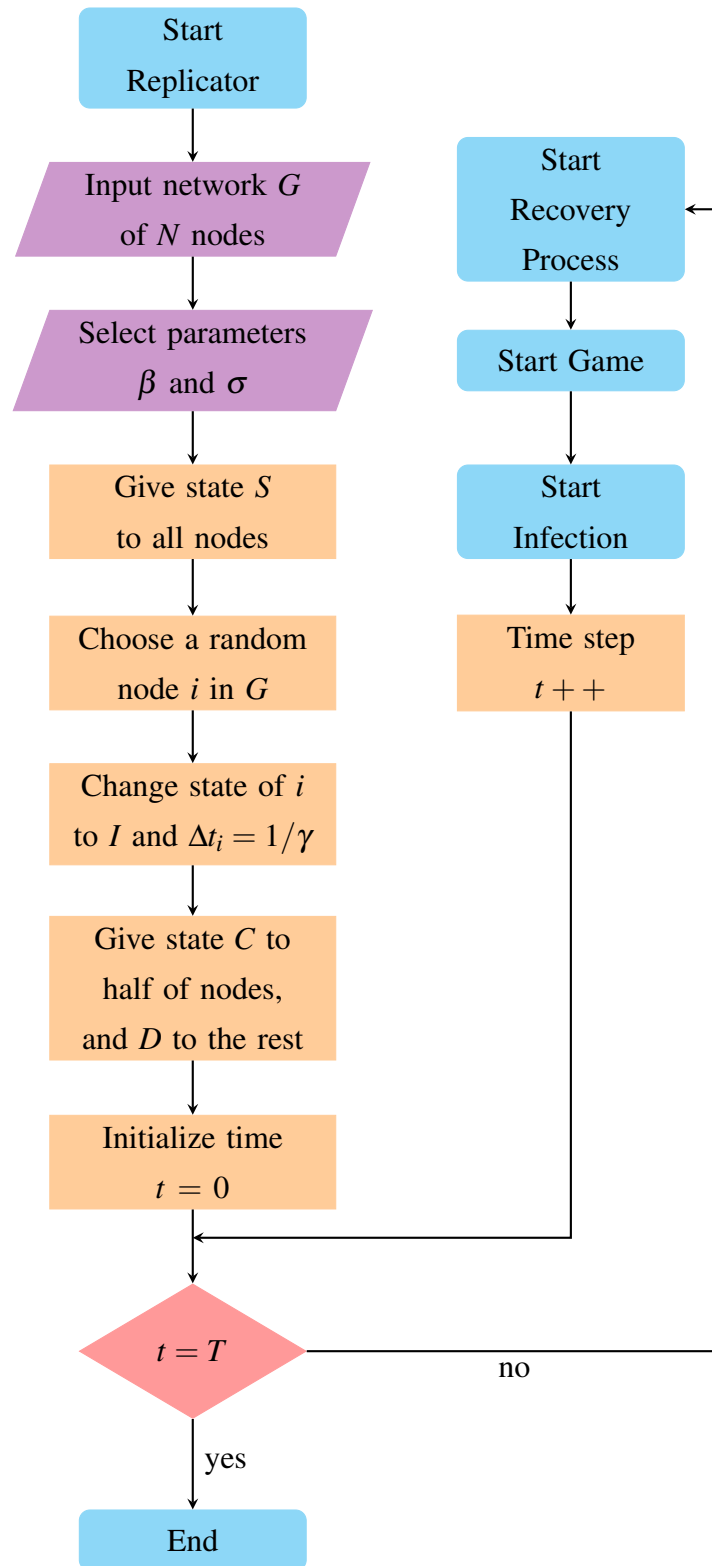 Start
Replicator
Input network G
of N nodes
Select parameters
β and σ
Give state S
to all nodes
Choose a random
node i in G
Change state of i
to I and Δtᵢ = 1/γ
Give state C to
half of nodes,
and D to the rest
Initialize time
t = 0
t = T
yes
End
no
Start
Recovery
Process
Start Game
Start
Infection
Time step
t + +